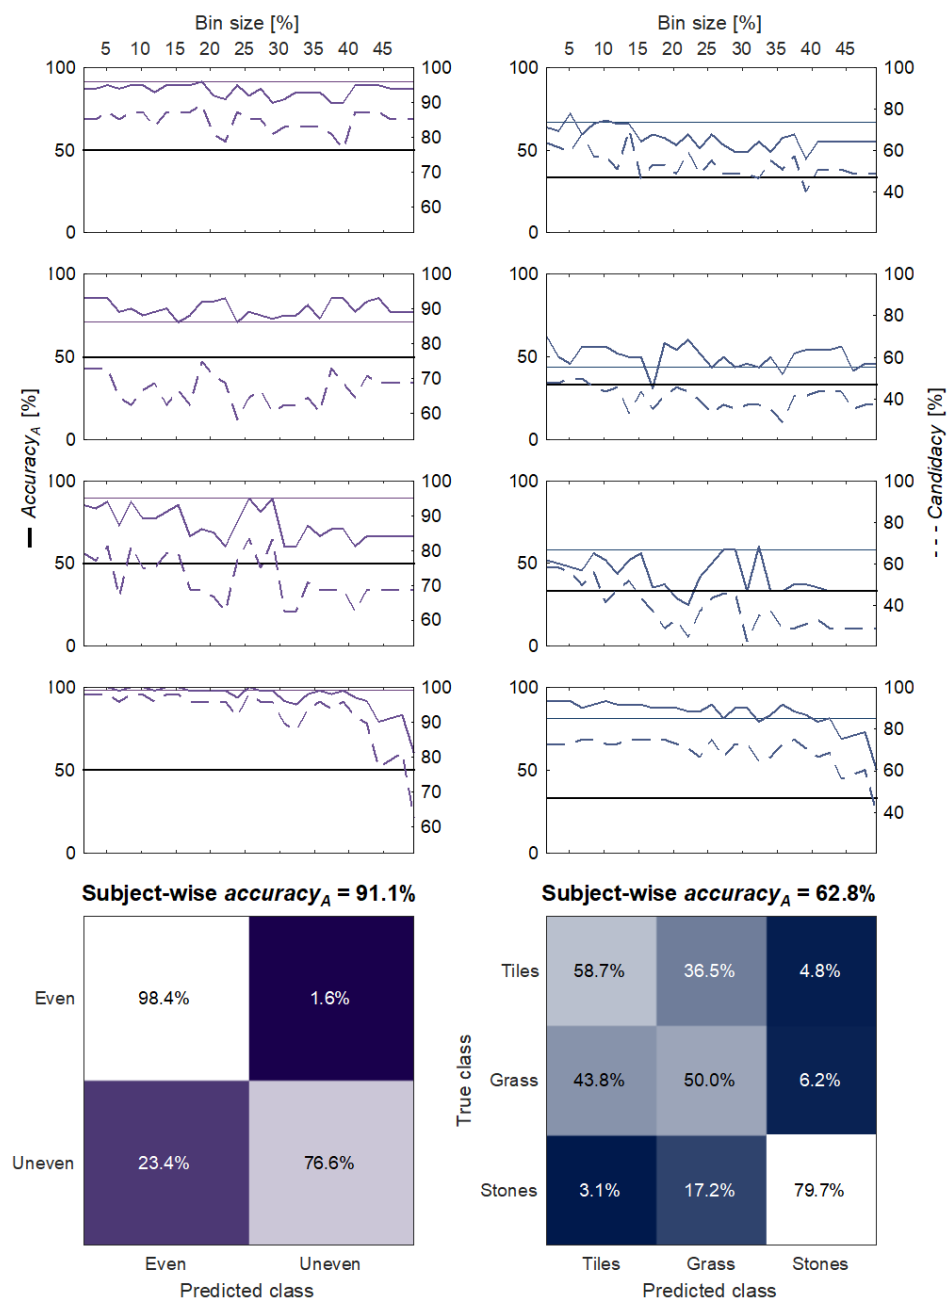 Bin size [%] Bin size [%]
5 10 15 20 25 30 35 40 45 5 10 15 20 25 30 35 40 45
100 100 100 100
90 80
50 80 50 60
70 40
60
0 0
100 100 100 100
90 80
50 80 50 60
70 40
60
0 0
100 100 100 100
90 80
50 80 50 60
70 40
60
0 0
100 100 100 100
90 80
50 80 50 60
70 40
60
0 0
Accuracy_A [%]
Candidacy [%]
Subject-wise accuracy_A = 91.1% Subject-wise accuracy_A = 62.8%
Even 98.4% 1.6%
Uneven 23.4% 76.6%
Even Uneven
Predicted class
True class
Tiles 58.7% 36.5% 4.8%
Grass 43.8% 50.0% 6.2%
Stones 3.1% 17.2% 79.7%
Tiles Grass Stones
Predicted class